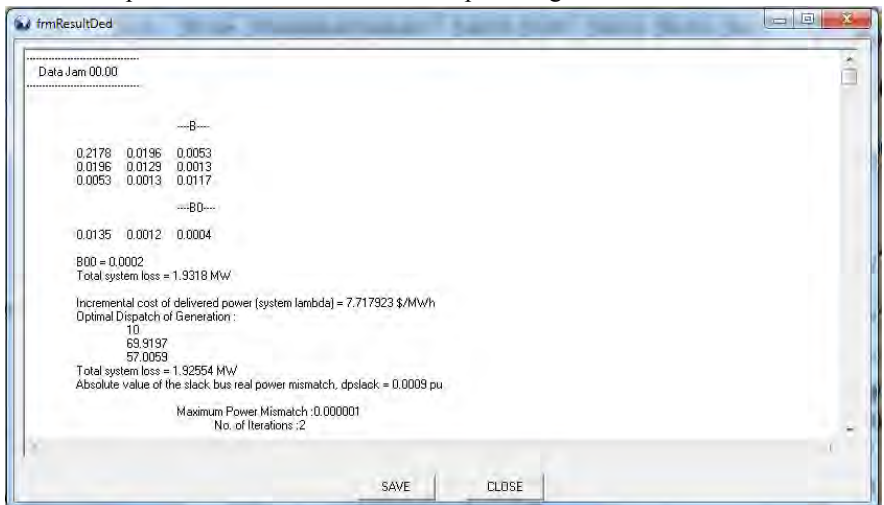 frmResultDed
Data Jam 00.00
----B----
0.2178 0.0196 0.0053
0.0196 0.0129 0.0013
0.0053 0.0013 0.0117
----B0----
0.0135 0.0012 0.0004
B00 = 0.0002
Total system loss = 1.9318 MW
Incremental cost of delivered power (system lambda) = 7.717923 $/MWh
Optimal Dispatch of Generation :
10
69.9197
57.0059
Total system loss = 1.92554 MW
Absolute value of the slack bus real power mismatch, dpslack = 0.0009 pu
Maximum Power Mismatch :0.000001
No. of Iterations :2
SAVE CLOSE